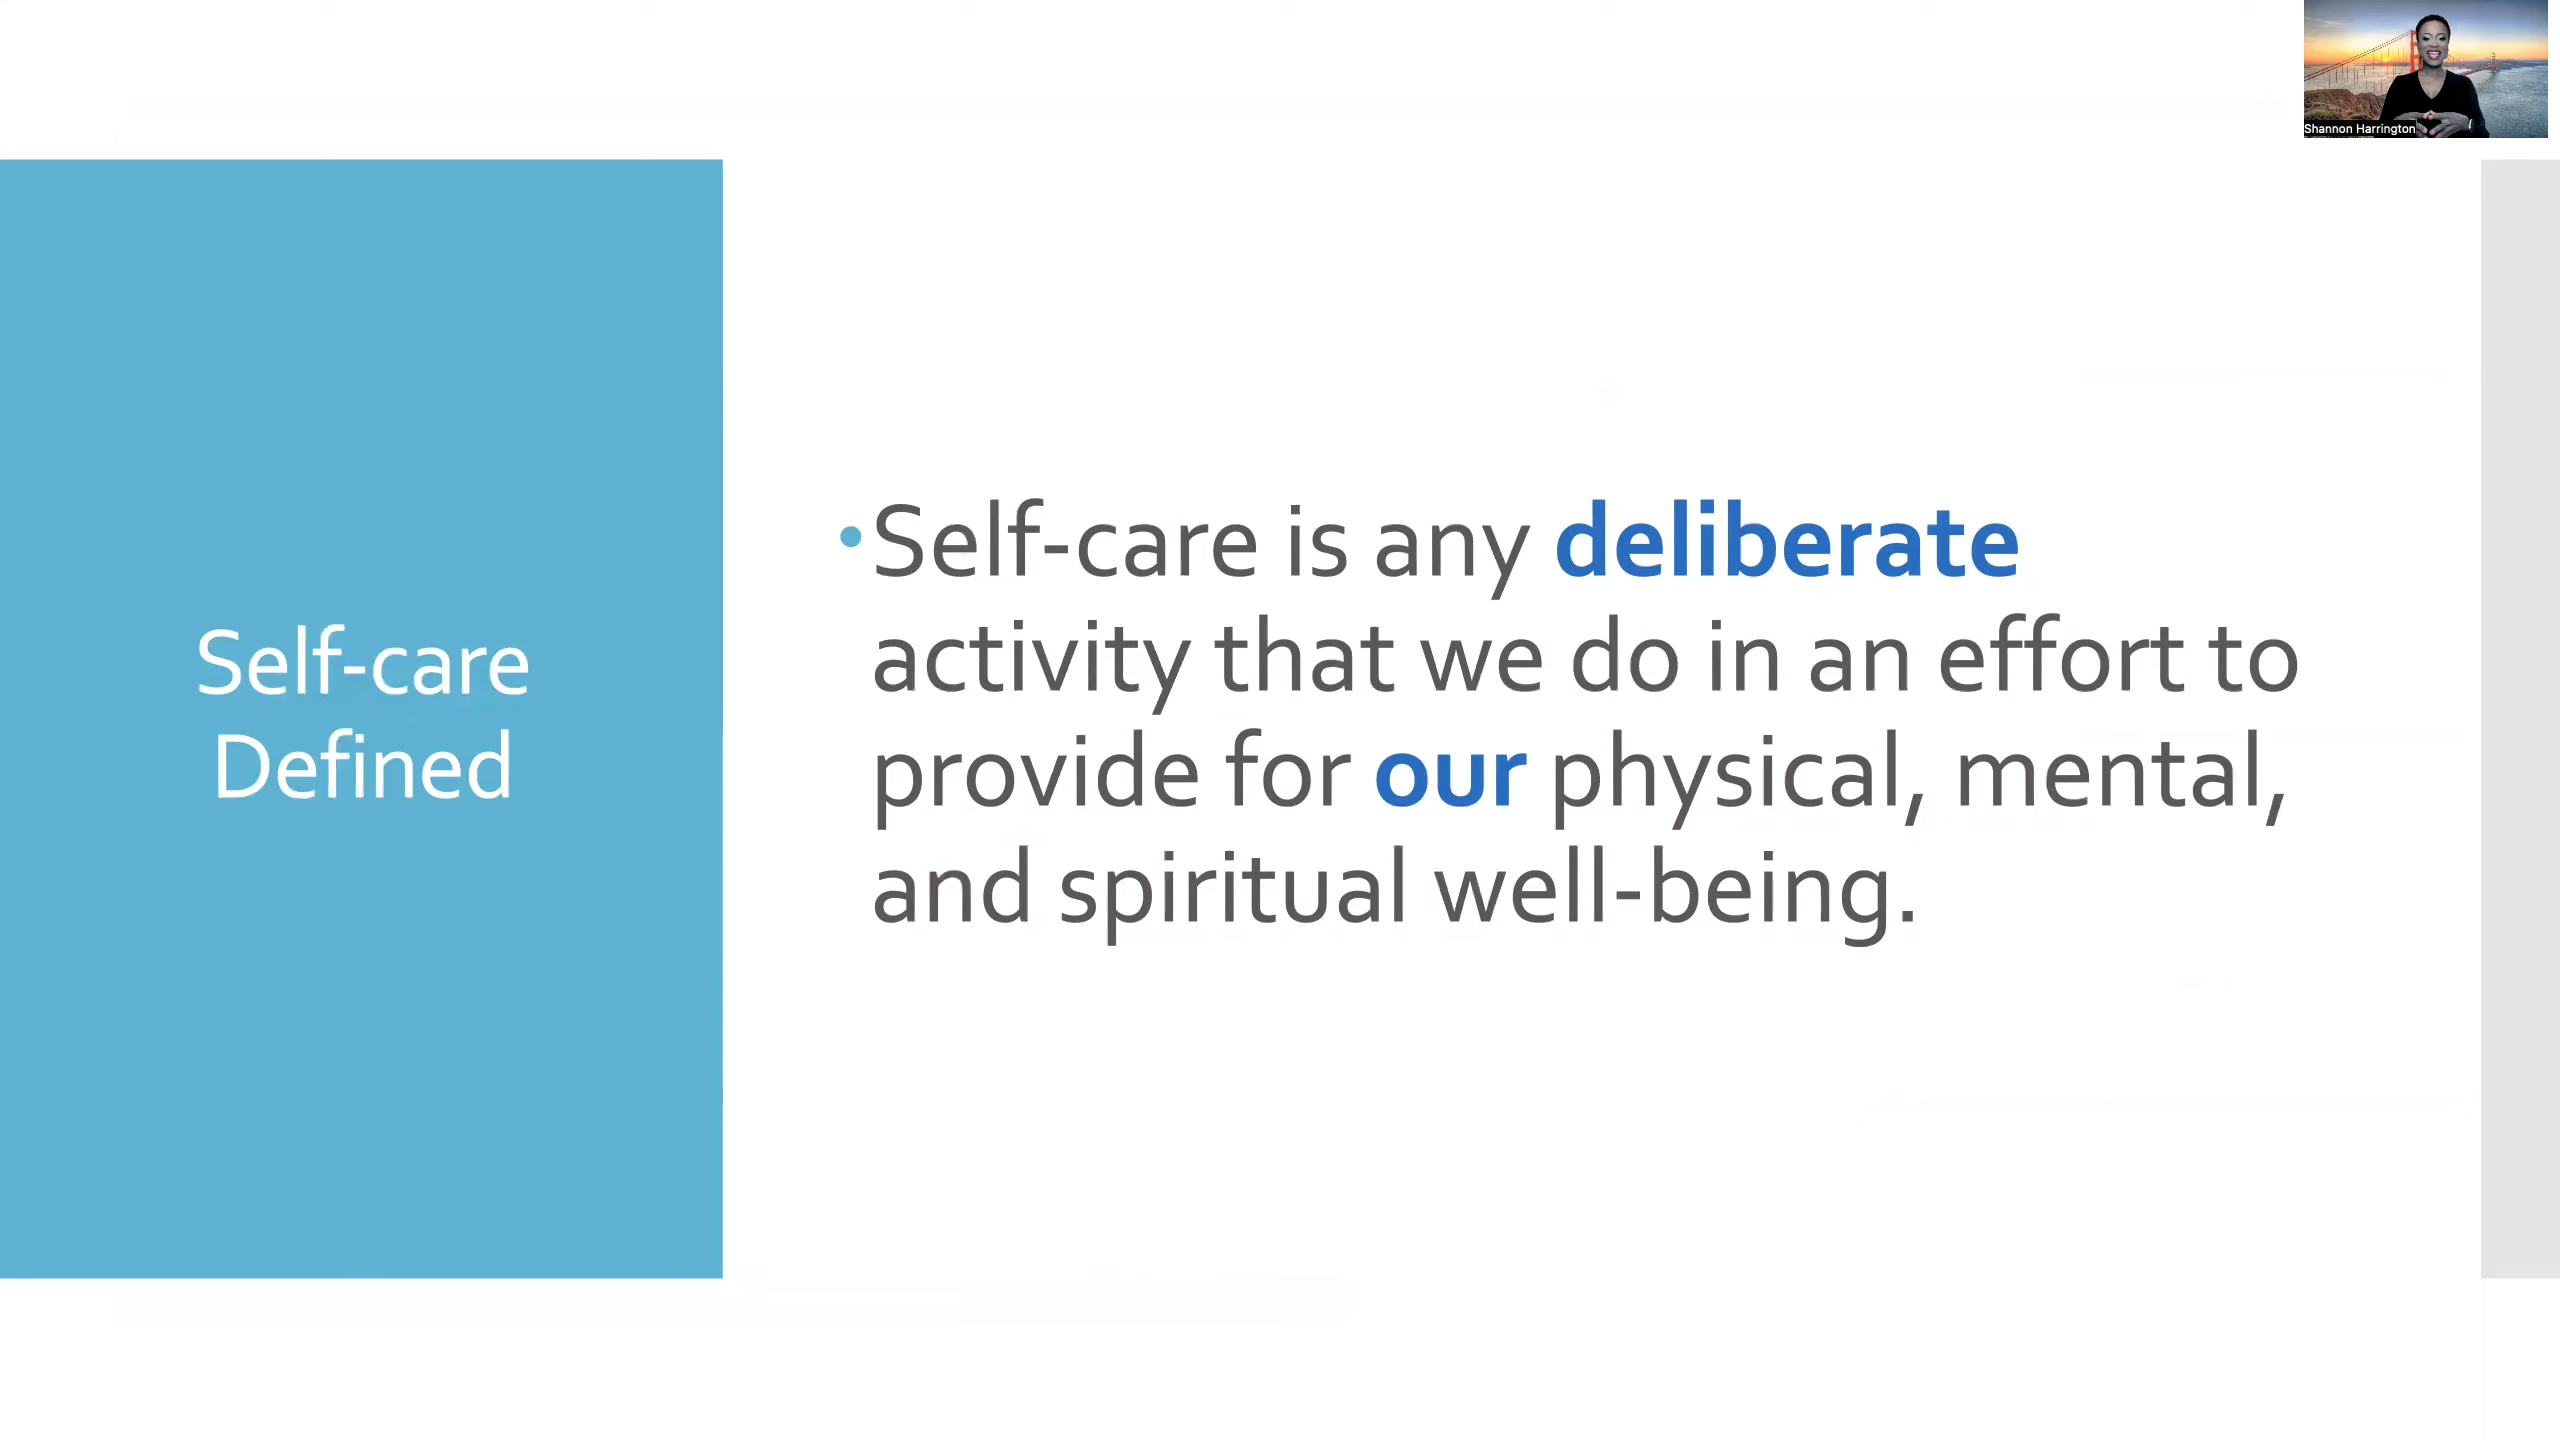 Shannon Harrington
Self-care
Defined
•Self-care is any deliberate
activity that we do in an effort to
provide for our physical, mental,
and spiritual well-being.